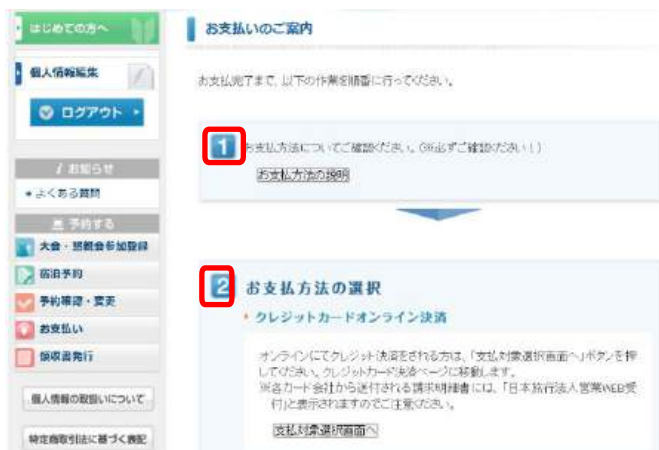 はじめての方へ
個人情報編集
ログアウト
お知らせ
よくある質問
予約する
大会・懇親会参加登録
宿泊予約
予約確認・変更
お支払い
領収書発行
個人情報の取扱いについて
特定商取引法に基づく表記
お支払いのご案内
お支払完了まで、以下の作業を順番に行ってください。
1
お支払方法についてご確認ください。(※必ずご確認ください!)
お支払方法の説明
2
お支払方法の選択
クレジットカードオンライン決済
オンラインにてクレジット決済をされる方は、「支払対象選択画面へ」ボタンを押
してください。クレジットカード決済ページに移動します。
※各カード会社から送付される請求明細書には、「日本旅行法人営業WEB受
付」と表示されますのでご注意ください。
支払対象選択画面へ